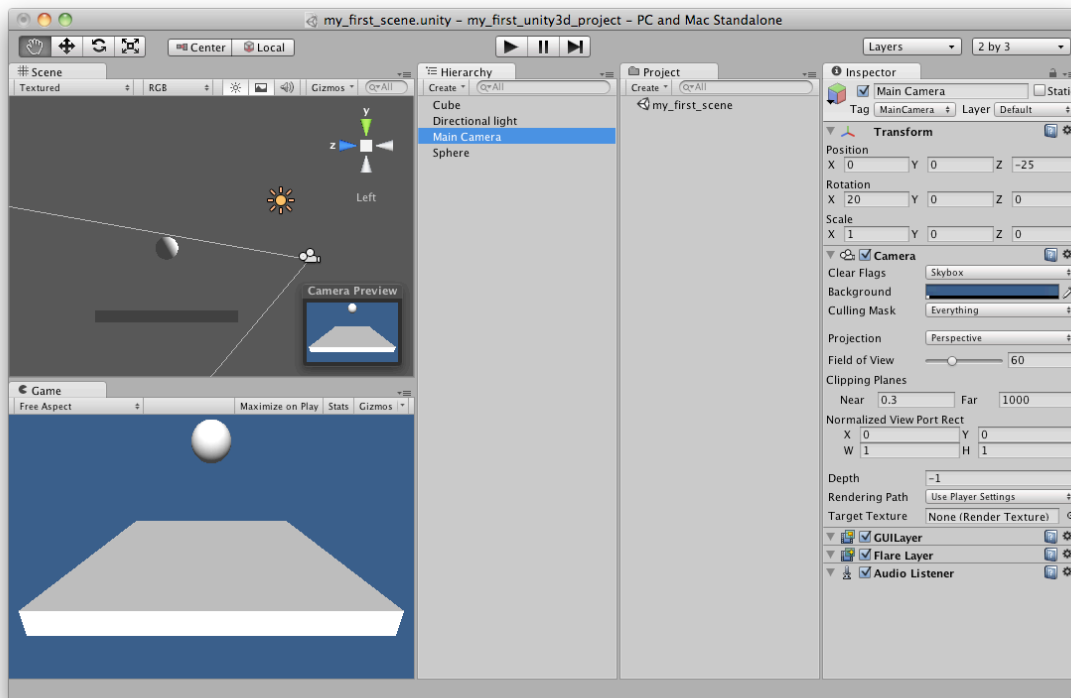 my_first_scene.unity – my_first_unity3d_project – PC and Mac Standalone
Center Local Layers 2 by 3
Scene
Textured RGB Gizmos All
y
z
Left
Camera Preview
Game
Free Aspect Maximize on Play Stats Gizmos
Hierarchy
Create All
Cube
Directional light
Main Camera
Sphere
Project
Create All
my_first_scene
Inspector
Main Camera Stati
Tag MainCamera Layer Default
Transform
Position
X 0 Y 0 Z -25
Rotation
X 20 Y 0 Z 0
Scale
X 1 Y 0 Z 0
Camera
Clear Flags Skybox
Background
Culling Mask Everything
Projection Perspective
Field of View 60
Clipping Planes
Near 0.3 Far 1000
Normalized View Port Rect
X 0 Y 0
W 1 H 1
Depth -1
Rendering Path Use Player Settings
Target Texture None (Render Texture)
GUILayer
Flare Layer
Audio Listener